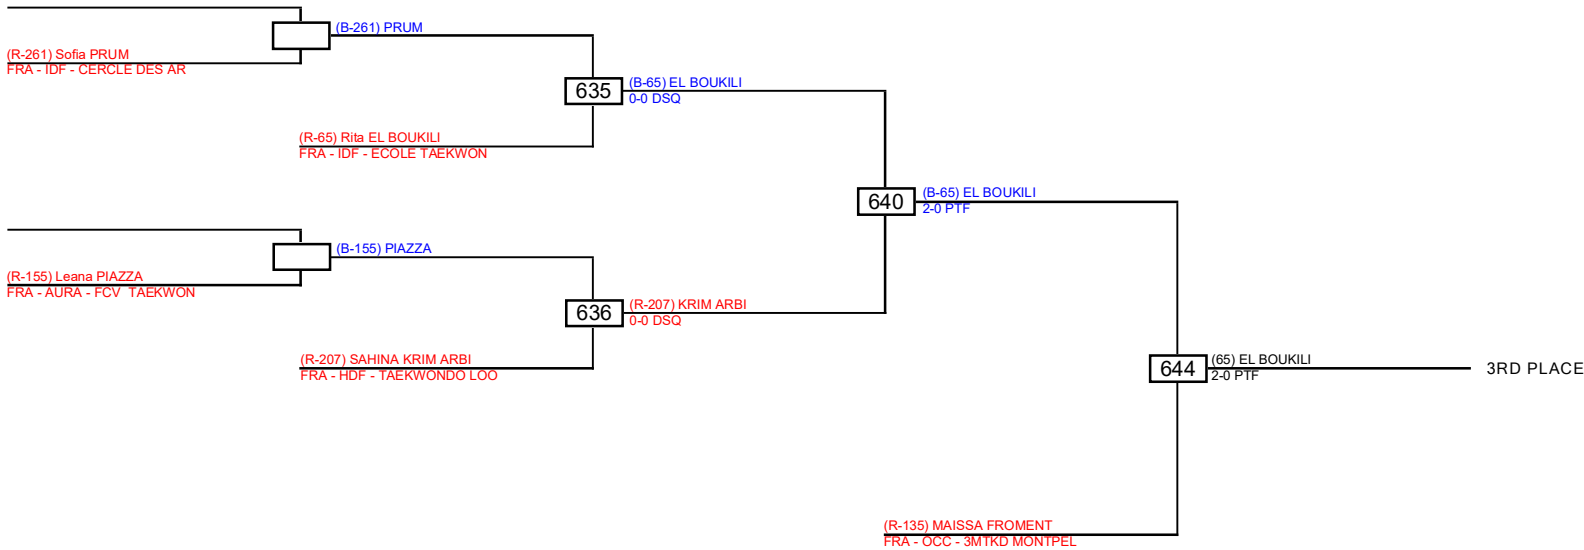 (B-261) PRUM
(R-261) Sofia PRUM
FRA - IDF - CERCLE DES AR
635
(B-65) EL BOUKILI
0-0 DSQ
(R-65) Rita EL BOUKILI
FRA - IDF - ECOLE TAEKWON
640
(B-65) EL BOUKILI
2-0 PTF
(B-155) PIAZZA
(R-155) Leana PIAZZA
FRA - AURA - FCV  TAEKWON
636
(R-207) KRIM ARBI
0-0 DSQ
(R-207) SAHINA KRIM ARBI
FRA - HDF - TAEKWONDO LOO
644
(65) EL BOUKILI
2-0 PTF
3RD PLACE
(R-135) MAISSA FROMENT
FRA - OCC - 3MTKD MONTPEL